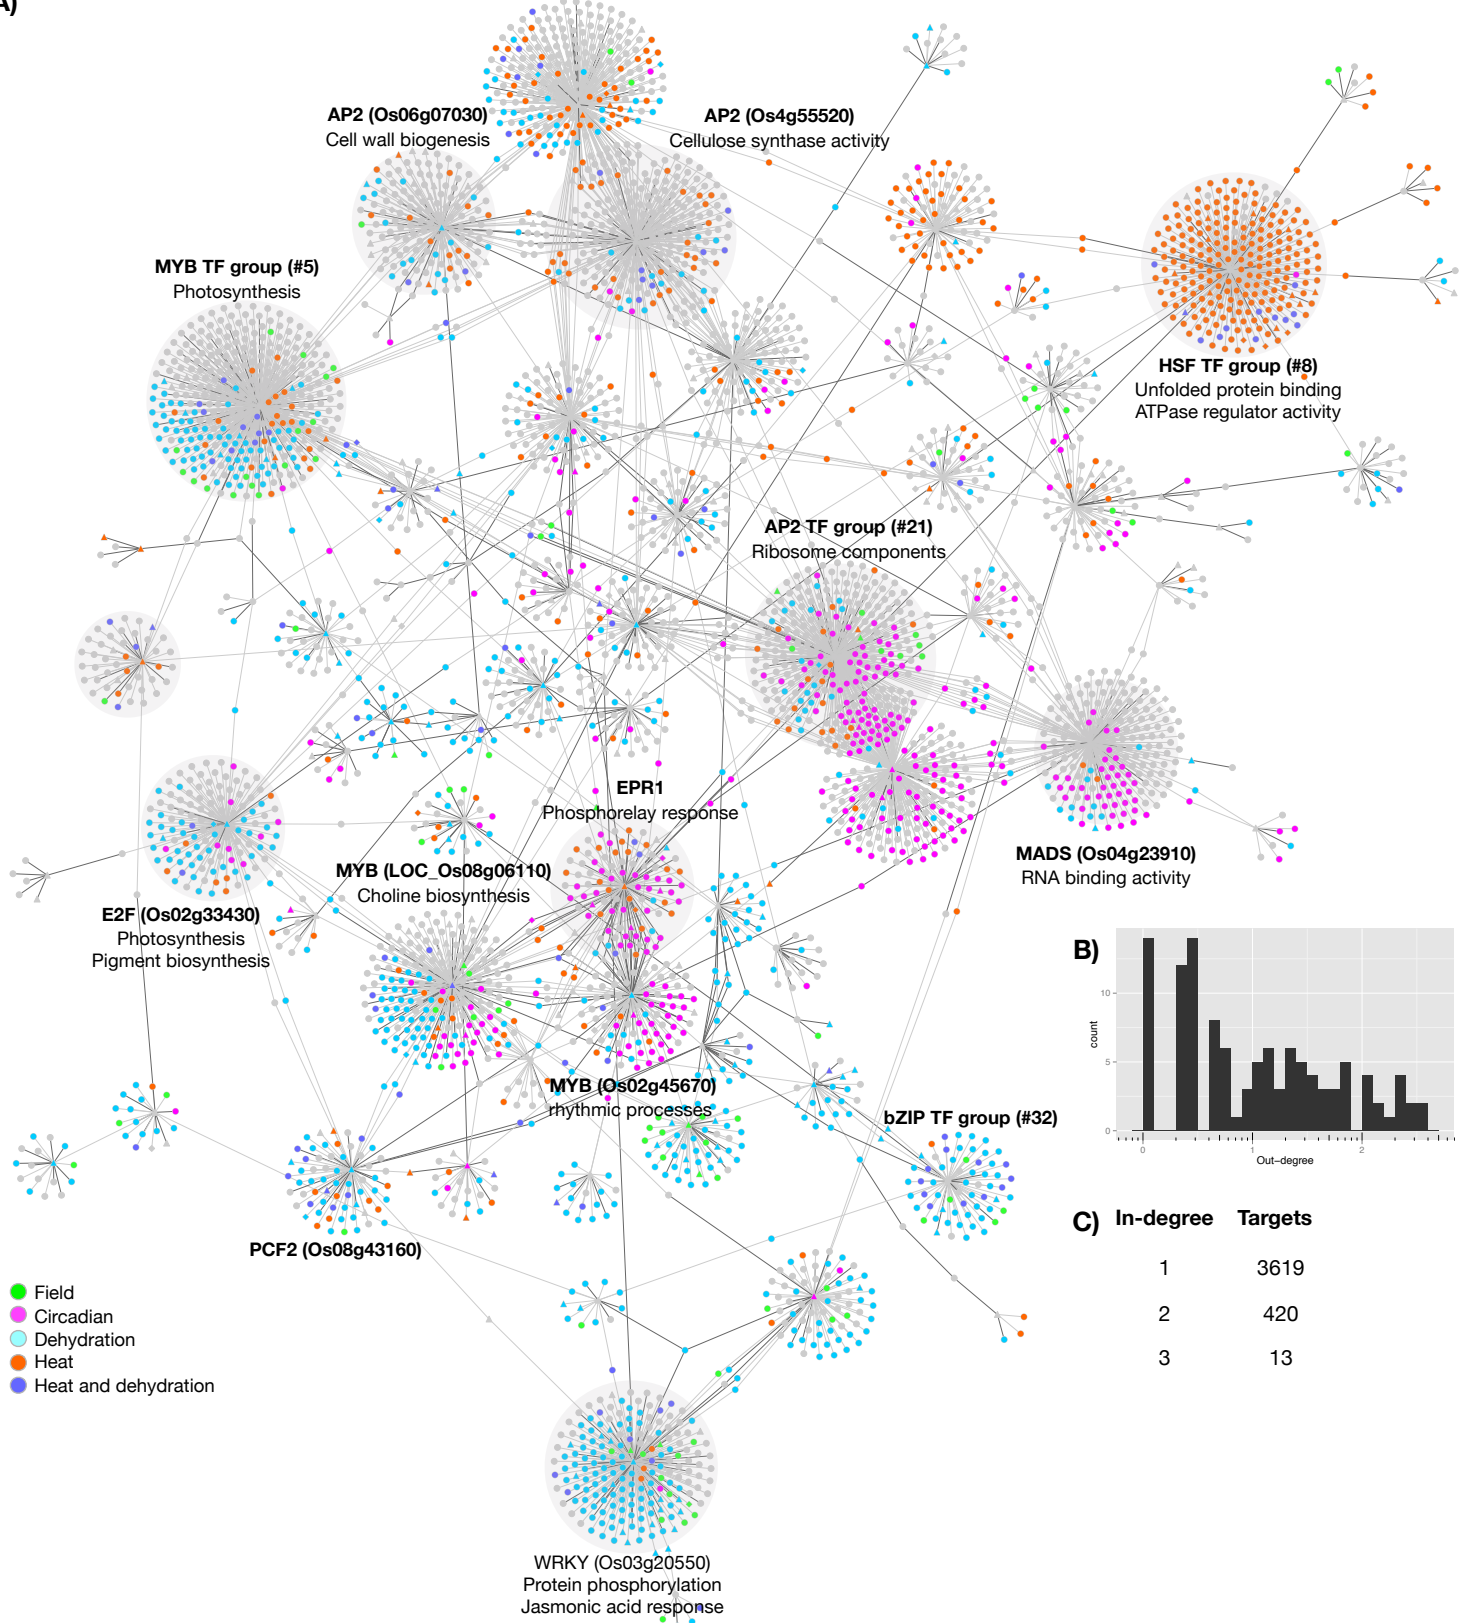 A)
AP2 (Os06g07030)
Cell wall biogenesis
AP2 (Os4g55520)
Cellulose synthase activity
MYB TF group (#5)
Photosynthesis
HSF TF group (#8)
Unfolded protein binding
ATPase regulator activity
AP2 TF group (#21)
Ribosome components
EPR1
Phosphorelay response
MADS (Os04g23910)
RNA binding activity
MYB (LOC_Os08g06110)
Choline biosynthesis
E2F (Os02g33430)
Photosynthesis
Pigment biosynthesis
MYB (Os02g45670)
rhythmic processes
bZIP TF group (#32)
PCF2 (Os08g43160)
Field
Circadian
Dehydration
Heat
Heat and dehydration
WRKY (Os03g20550)
Protein phosphorylation
Jasmonic acid response
B)
count
10
5
0
0 1 2
Out-degree
C) In-degree Targets
1 3619
2 420
3 13